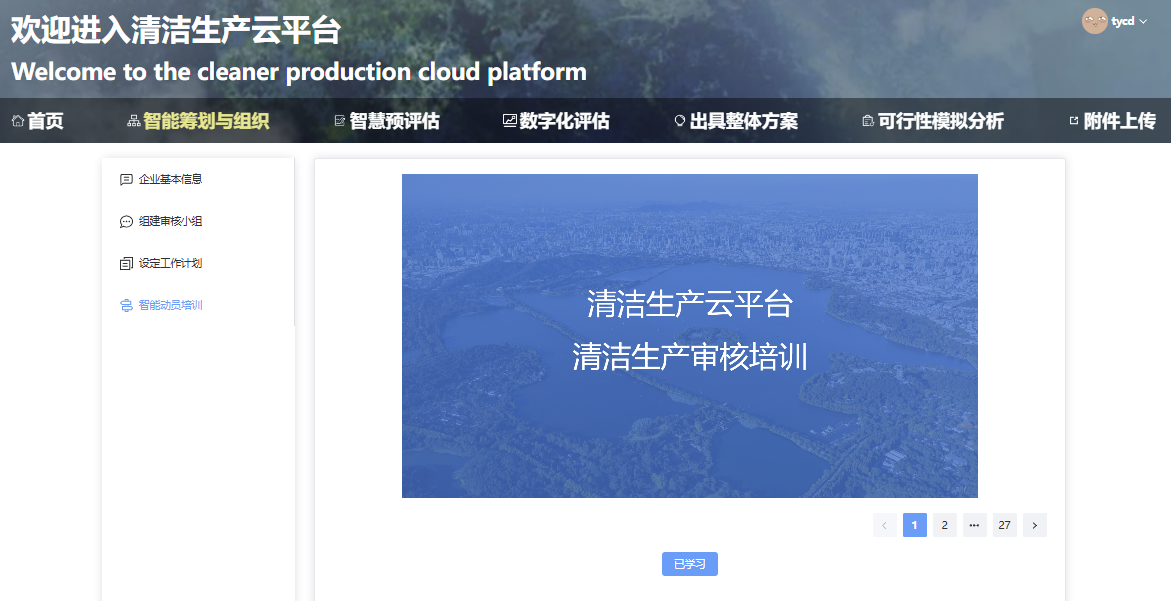 欢迎进入清洁生产云平台
tycd
Welcome to the cleaner production cloud platform
首页 智能筹划与组织 智慧预评估 数字化评估 出具整体方案 可行性模拟分析 附件上传
企业基本信息
组建审核小组
设定工作计划
智能动员培训
清洁生产云平台
清洁生产审核培训
1 2 ••• 27
已学习